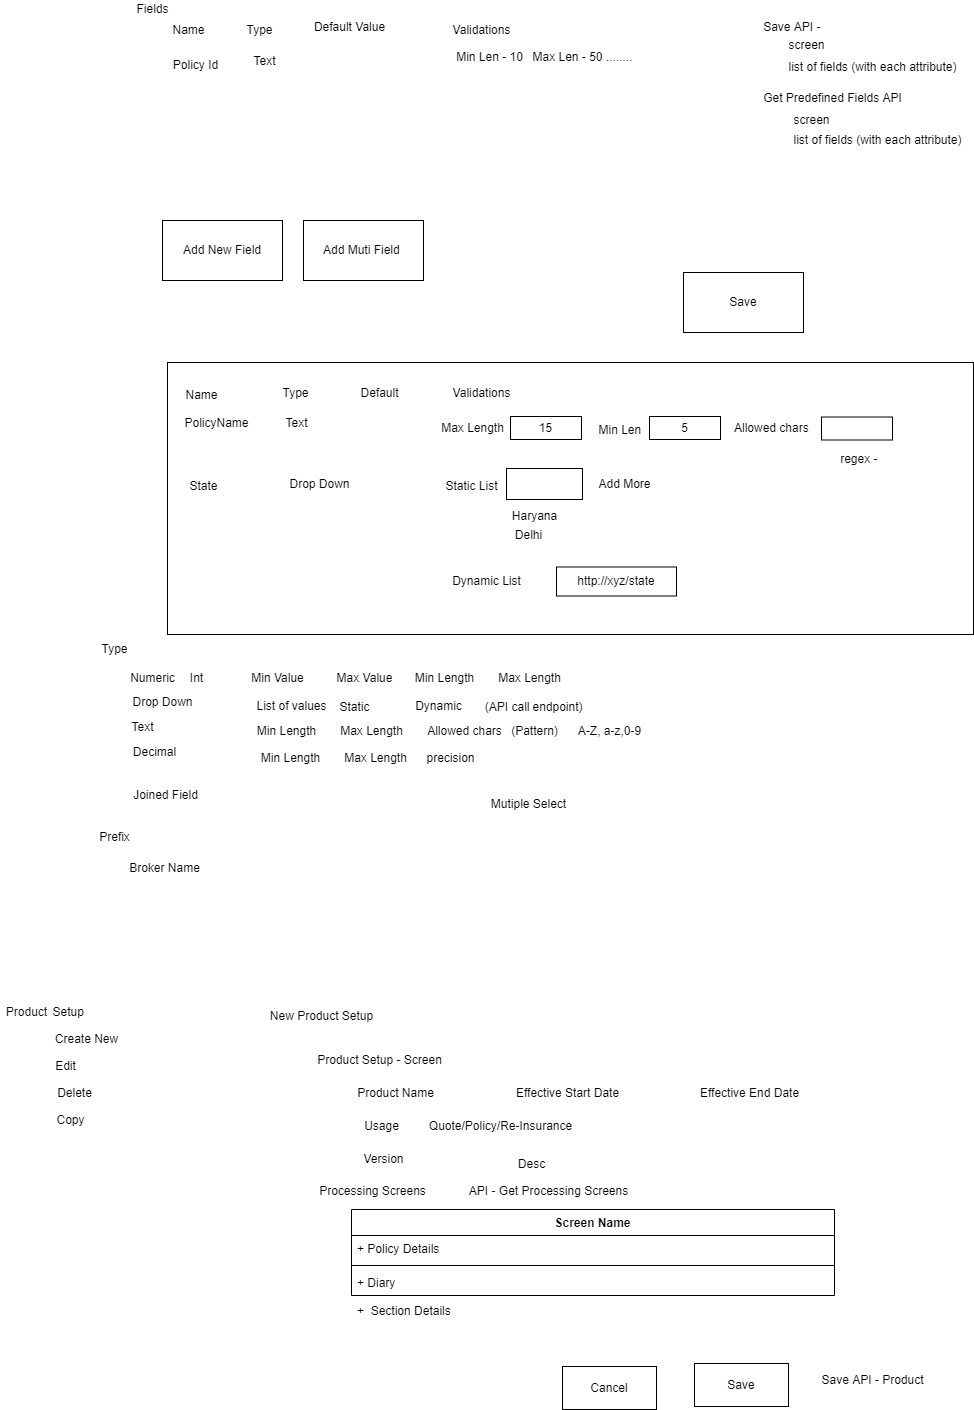 Fields
Name Type Default Value Validations Save API -
screen
Policy Id Text Min Len - 10 Max Len - 50 ........ list of fields (with each attribute)
Get Predefined Fields API
screen
list of fields (with each attribute)
Add New Field Add Muti Field
Save
Name Type Default Validations
PolicyName Text Max Length 15 Min Len 5 Allowed chars
regex -
State Drop Down Static List Add More
Haryana
Delhi
Dynamic List http://xyz/state
Type
Numeric Int Min Value Max Value Min Length Max Length
Drop Down List of values Static Dynamic (API call endpoint)
Text Min Length Max Length Allowed chars (Pattern) A-Z, a-z,0-9
Decimal Min Length Max Length precision
Joined Field Mutiple Select
Prefix
Broker Name
Product Setup New Product Setup
Create New
Edit Product Setup - Screen
Delete Product Name Effective Start Date Effective End Date
Copy Usage Quote/Policy/Re-Insurance
Version Desc
Processing Screens API - Get Processing Screens
Screen Name
+ Policy Details
+ Diary
+ Section Details
Cancel Save Save API - Product